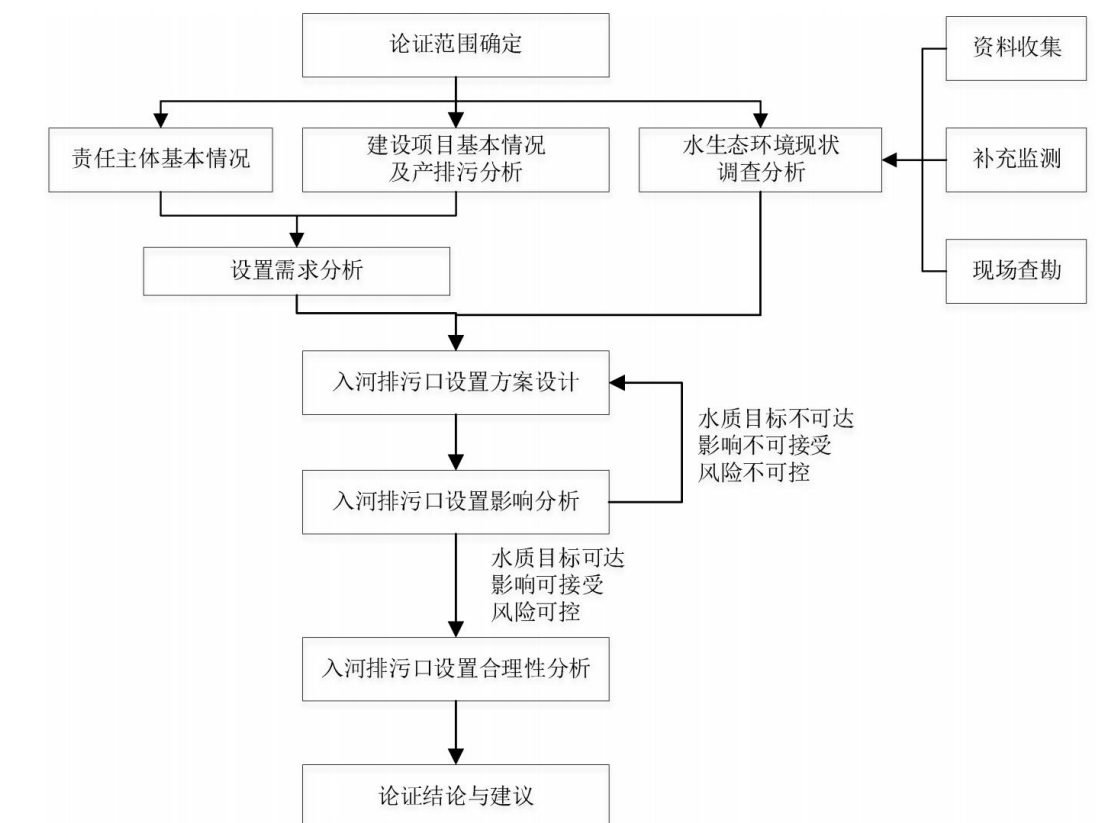 论证范围确定
资料收集
责任主体基本情况
建设项目基本情况
及产排污分析
水生态环境现状
调查分析
补充监测
设置需求分析
现场查勘
入河排污口设置方案设计
水质目标不可达
影响不可接受
风险不可控
入河排污口设置影响分析
水质目标可达
影响可接受
风险可控
入河排污口设置合理性分析
论证结论与建议